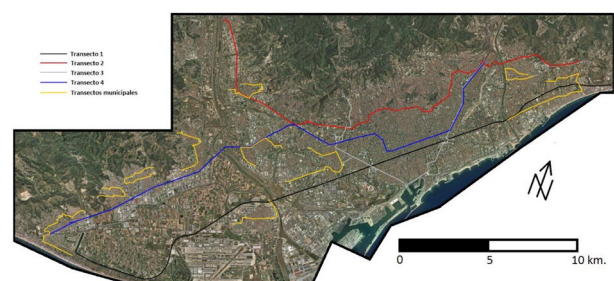 Transecto 1
Transecto 2
Transecto 3
Transecto 4
Transectos municipales
N
0 5 10 km.